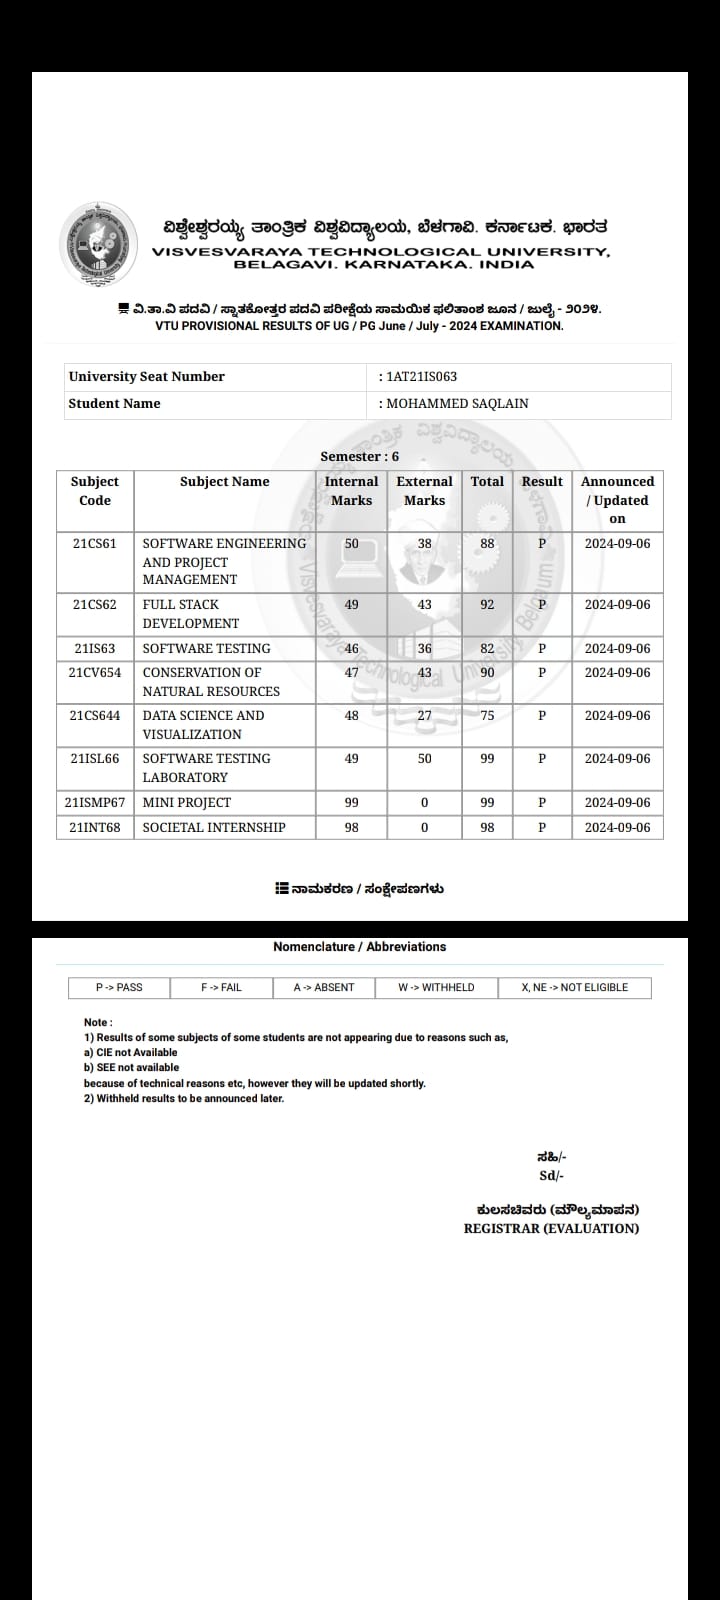 ವಿಶ್ವೇಶ್ವರಯ್ಯ ತಾಂತ್ರಿಕ ವಿಶ್ವವಿದ್ಯಾಲಯ, ಬೆಳಗಾವಿ. ಕರ್ನಾಟಕ. ಭಾರತ
VISVESVARAYA TECHNOLOGICAL UNIVERSITY,
BELAGAVI. KARNATAKA. INDIA
ವಿ.ತಾ.ವಿ ಪದವಿ / ಸ್ನಾತಕೋತ್ತರ ಪದವಿ ಪರೀಕ್ಷೆಯ ಸಾಮಯಿಕ ಫಲಿತಾಂಶ ಜೂನ / ಜುಲೈ - ೨೦೨೪.
VTU PROVISIONAL RESULTS OF UG / PG June / July - 2024 EXAMINATION.
University Seat Number : 1AT21IS063
Student Name : MOHAMMED SAQLAIN
Semester : 6
Subject Code Subject Name Internal Marks External Marks Total Result Announced / Updated on
21CS61 SOFTWARE ENGINEERING AND PROJECT MANAGEMENT 50 38 88 P 2024-09-06
21CS62 FULL STACK DEVELOPMENT 49 43 92 P 2024-09-06
21IS63 SOFTWARE TESTING 46 36 82 P 2024-09-06
21CV654 CONSERVATION OF NATURAL RESOURCES 47 43 90 P 2024-09-06
21CS644 DATA SCIENCE AND VISUALIZATION 48 27 75 P 2024-09-06
21ISL66 SOFTWARE TESTING LABORATORY 49 50 99 P 2024-09-06
21ISMP67 MINI PROJECT 99 0 99 P 2024-09-06
21INT68 SOCIETAL INTERNSHIP 98 0 98 P 2024-09-06
ನಾಮಕರಣ / ಸಂಕ್ಷೇಪಣಗಳು
Nomenclature / Abbreviations
P -> PASS F -> FAIL A -> ABSENT W -> WITHHELD X, NE -> NOT ELIGIBLE
Note :
1) Results of some subjects of some students are not appearing due to reasons such as,
a) CIE not Available
b) SEE not available
because of technical reasons etc, however they will be updated shortly.
2) Withheld results to be announced later.
ಸಹಿ/-
Sd/-
ಕುಲಸಚಿವರು (ಮೌಲ್ಯಮಾಪನ)
REGISTRAR (EVALUATION)